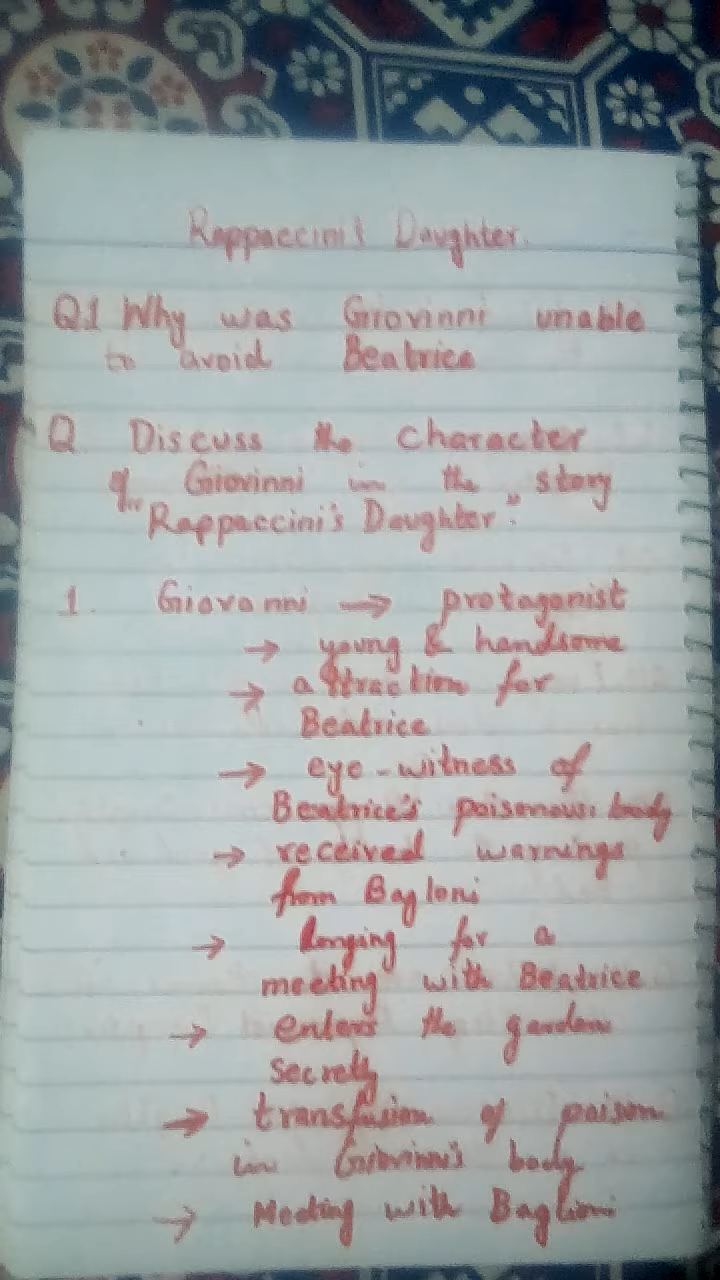 Rappaccini's Daughter.
Q1 Why was Giovinni unable
to avoid Beatrice
Q Discuss the character
of Giovinni in the story
"Rappaccini's Daughter".
1. Giovanni → protagonist
→ young & handsome
→ attraction for
Beatrice
→ eye-witness of
Beatrice's poisonous body
→ received warnings
from Bagloni
→ longing for a
meeting with Beatrice
→ enters the garden
secretly
→ transfusion of poison
in Giovinni's body
→ Meeting with Baglioni